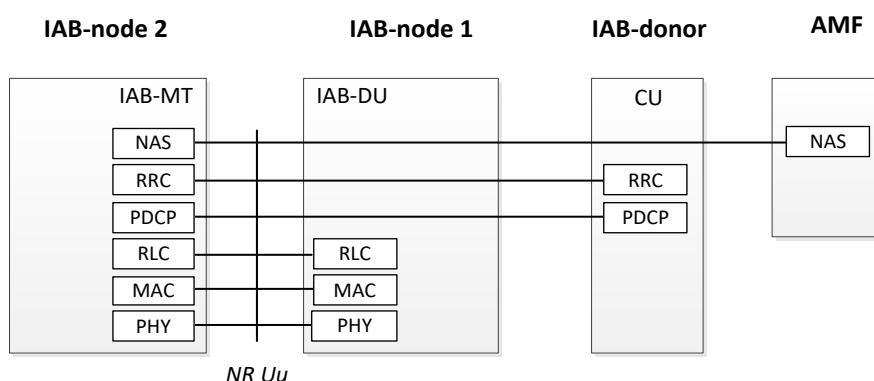 IAB-node 2 IAB-node 1 IAB-donor AMF
IAB-MT IAB-DU CU
NAS NAS
RRC RRC
PDCP PDCP
RLC RLC
MAC MAC
PHY PHY
NR Uu